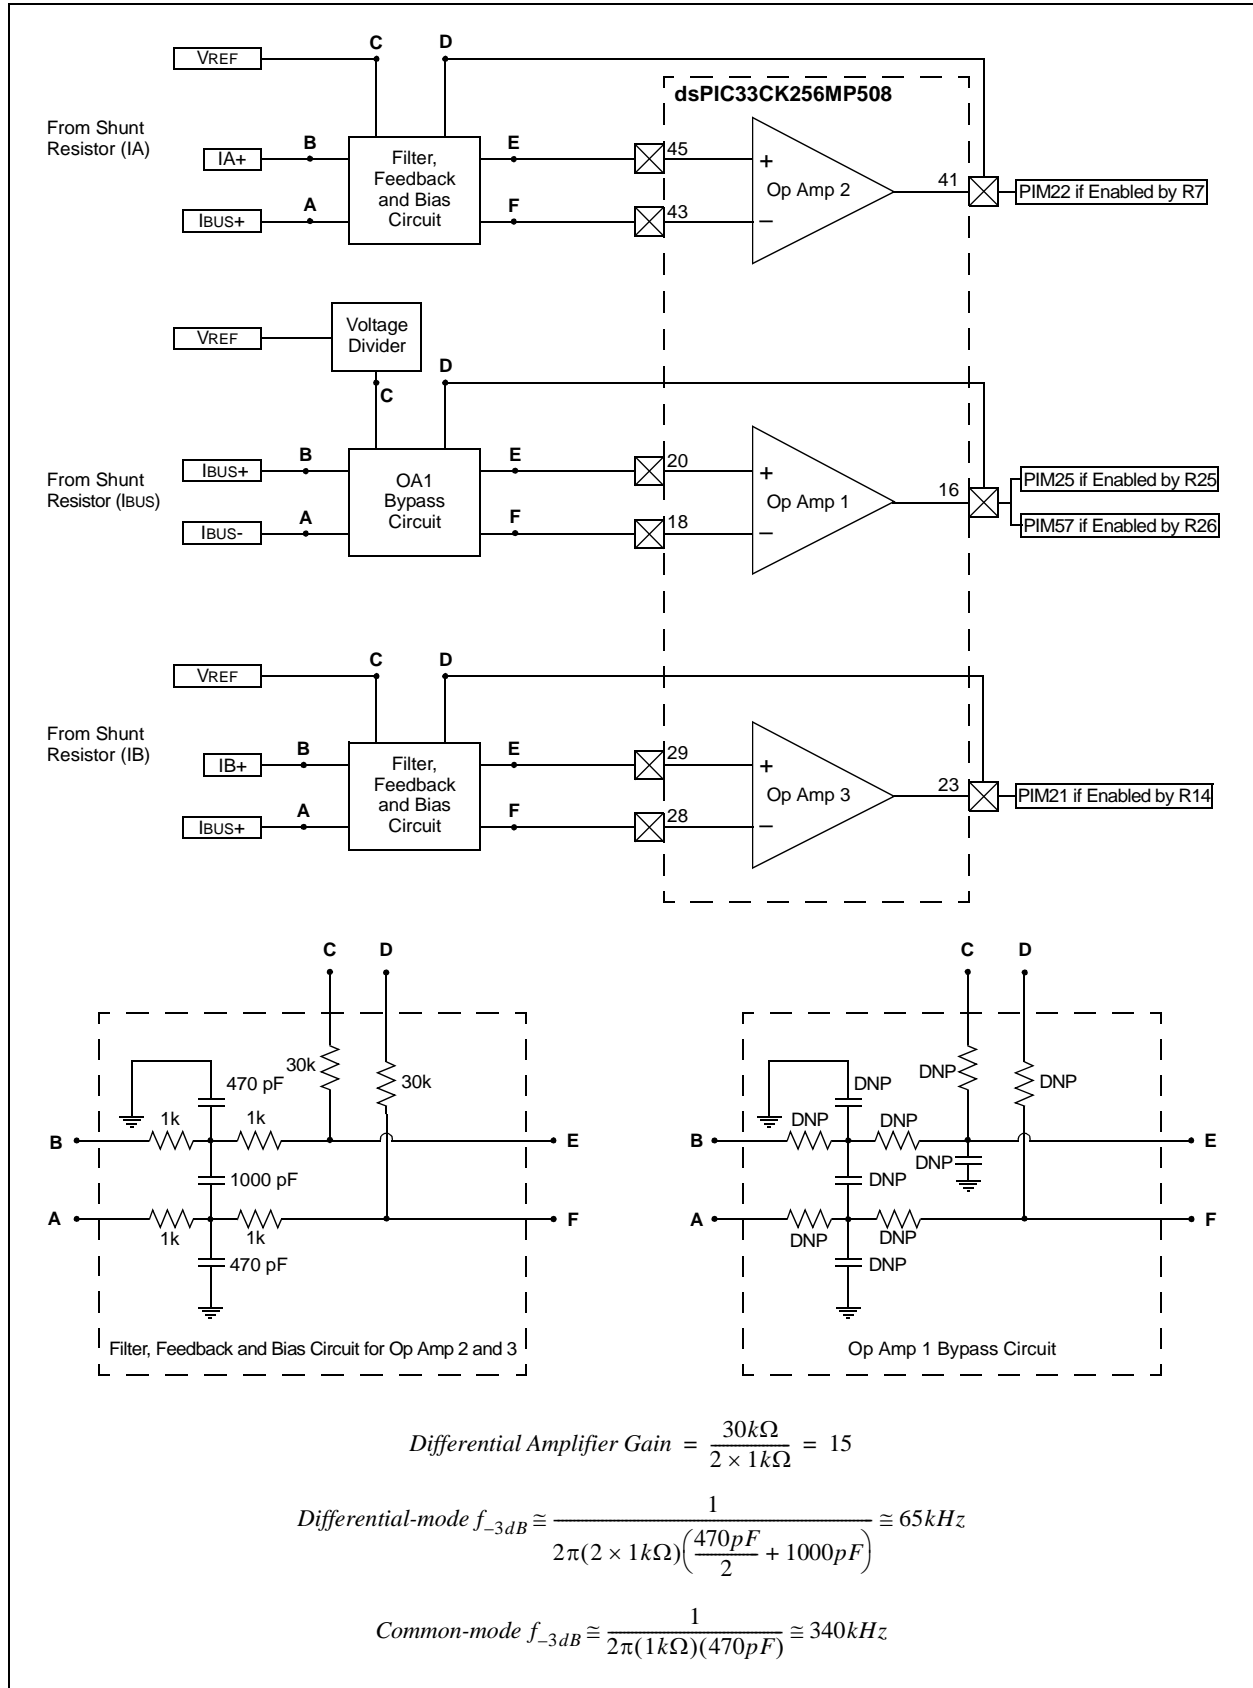 C
D
VREF
dsPIC33CK256MP508
From Shunt
Resistor (IA)
B
E
IA+
Filter,
Feedback
and Bias
Circuit
45
+
Op Amp 2
41
PIM22 if Enabled by R7
A
F
IBUS+
43
−
VREF
Voltage
Divider
C
D
From Shunt
Resistor (IBUS)
B
E
IBUS+
OA1
Bypass
Circuit
20
+
Op Amp 1
16
PIM25 if Enabled by R25
PIM57 if Enabled by R26
A
F
IBUS-
18
−
C
D
VREF
From Shunt
Resistor (IB)
B
E
IB+
Filter,
Feedback
and Bias
Circuit
29
+
Op Amp 3
23
PIM21 if Enabled by R14
A
F
IBUS+
28
−
C
D
30k
30k
470 pF
1k
1k
B
E
1000 pF
A
F
1k
1k
470 pF
Filter, Feedback and Bias Circuit for Op Amp 2 and 3
C
D
DNP
DNP
DNP
DNP
DNP
B
E
DNP
DNP
A
F
DNP
DNP
DNP
Op Amp 1 Bypass Circuit
Differential Amplifier Gain = 30kΩ / 2 × 1kΩ = 15
Differential-mode f−3dB ≅ 1 / 2π(2 × 1kΩ)(470pF / 2 + 1000pF) ≅ 65kHz
Common-mode f−3dB ≅ 1 / 2π(1kΩ)(470pF) ≅ 340kHz